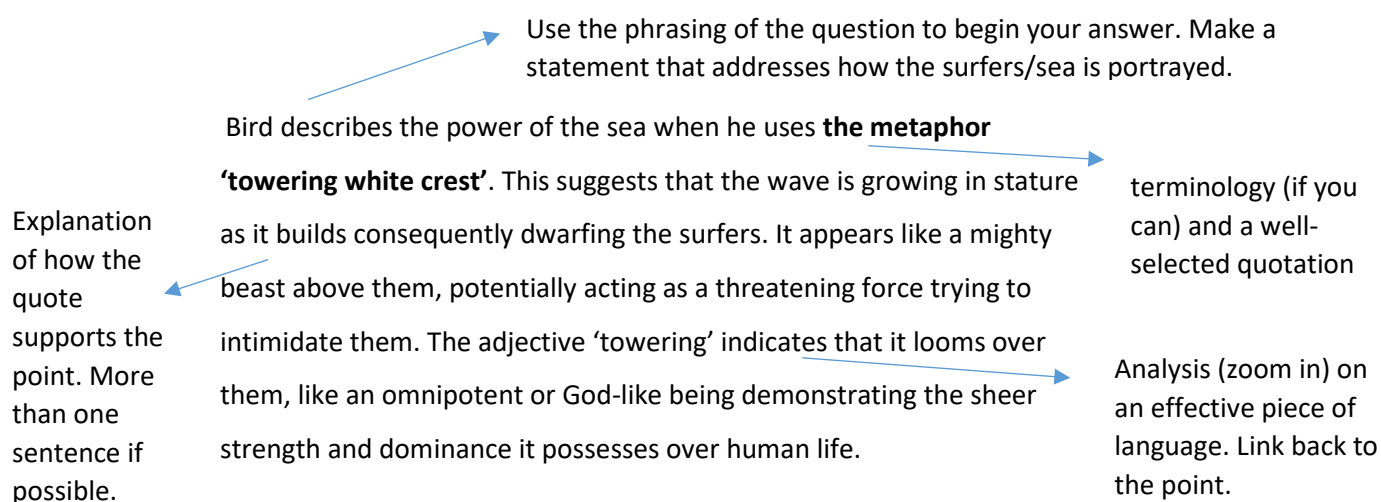 Use the phrasing of the question to begin your answer. Make a
statement that addresses how the surfers/sea is portrayed.
Bird describes the power of the sea when he uses the metaphor
‘towering white crest’. This suggests that the wave is growing in stature
as it builds consequently dwarfing the surfers. It appears like a mighty
beast above them, potentially acting as a threatening force trying to
intimidate them. The adjective ‘towering’ indicates that it looms over
them, like an omnipotent or God-like being demonstrating the sheer
strength and dominance it possesses over human life.
Explanation
of how the
quote
supports the
point. More
than one
sentence if
possible.
terminology (if you
can) and a well-
selected quotation
Analysis (zoom in) on
an effective piece of
language. Link back to
the point.